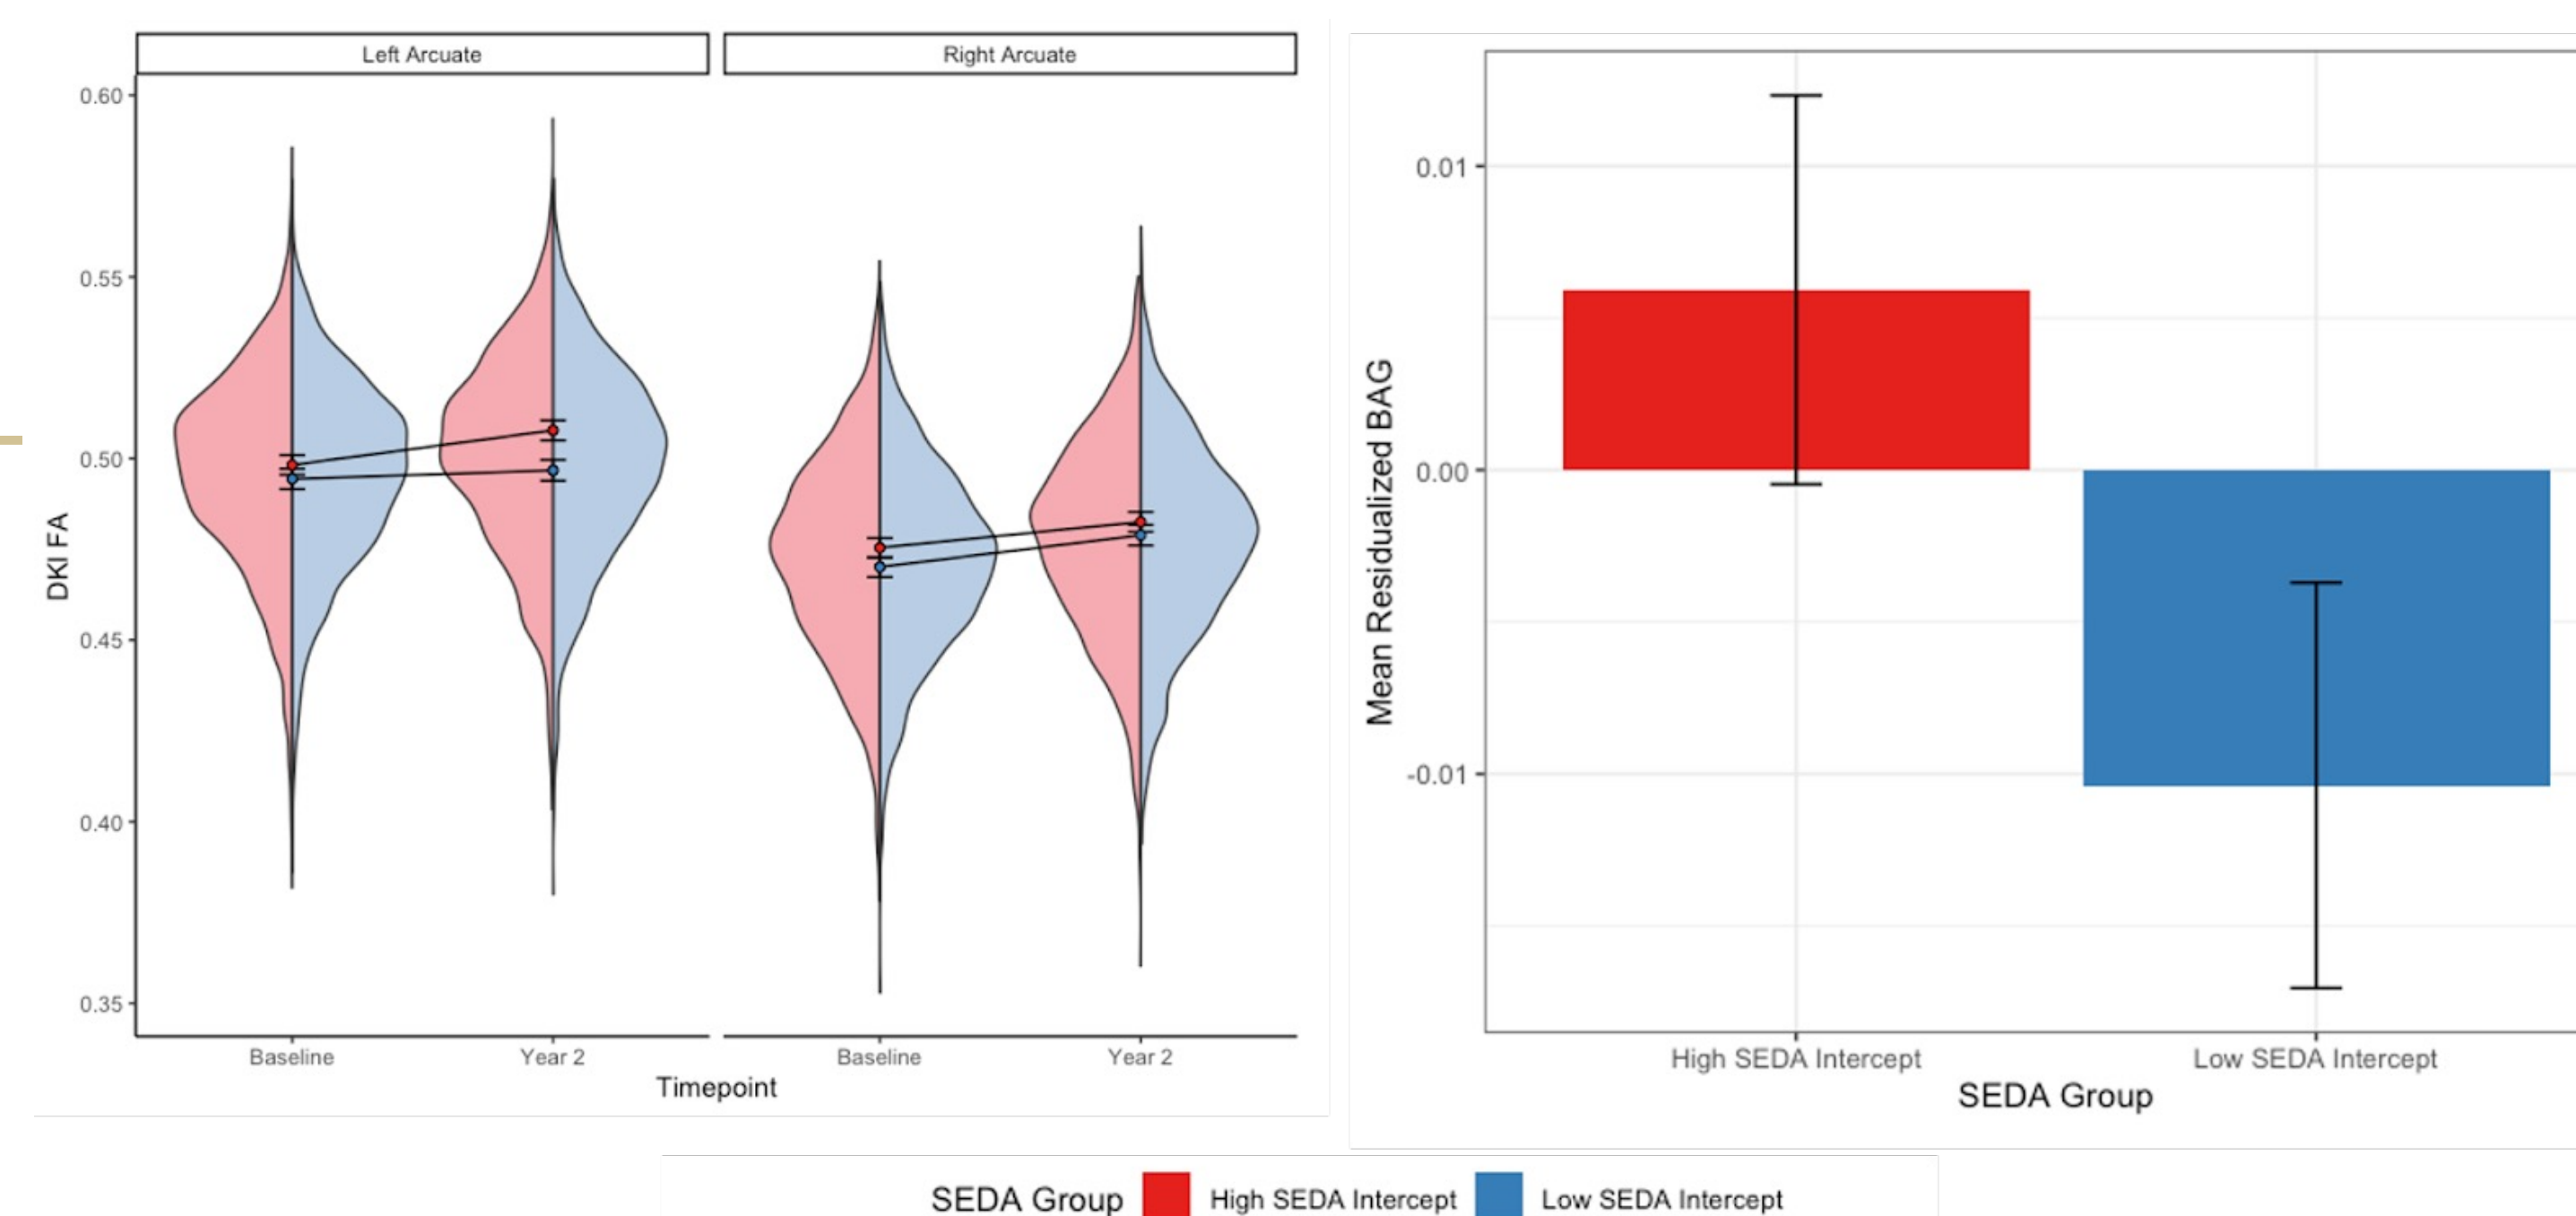 Left Arcuate
Right Arcuate
DKI FA
0.60
0.55
0.50
0.45
0.40
0.35
Baseline
Year 2
Baseline
Year 2
Timepoint
Mean Residualized BAG
0.01
0.00
-0.01
High SEDA Intercept
Low SEDA Intercept
SEDA Group
SEDA Group High SEDA Intercept Low SEDA Intercept